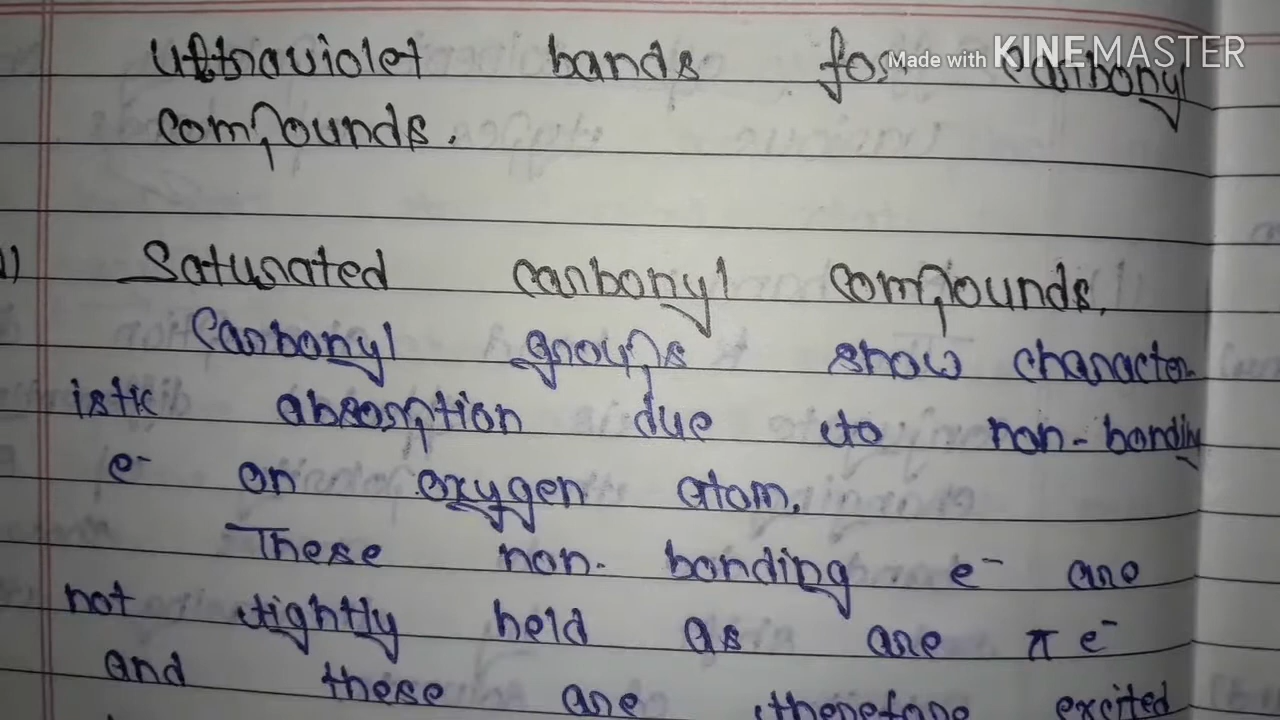 Ultraviolet bands for carbonyl
Made with KINEMASTER
compounds.
1) Saturated carbonyl compounds.
Carbonyl groups show character
istic absorption due to non-bonding
e⁻ on oxygen atom.
These non-bonding e⁻ are
not tightly held as are π e⁻
and these are therefore excited